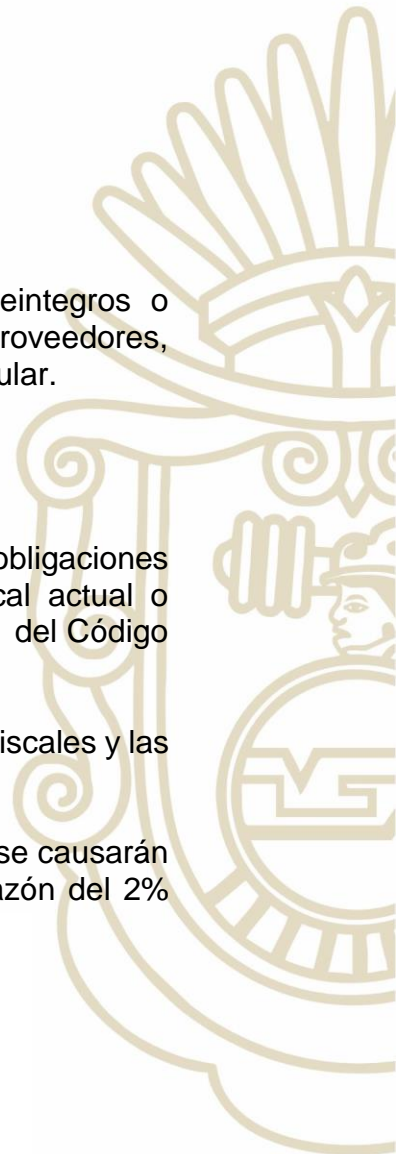 eintegros o
roveedores,
ular.
obligaciones
cal actual o
del Código
iscales y las
se causarán
azón del 2%